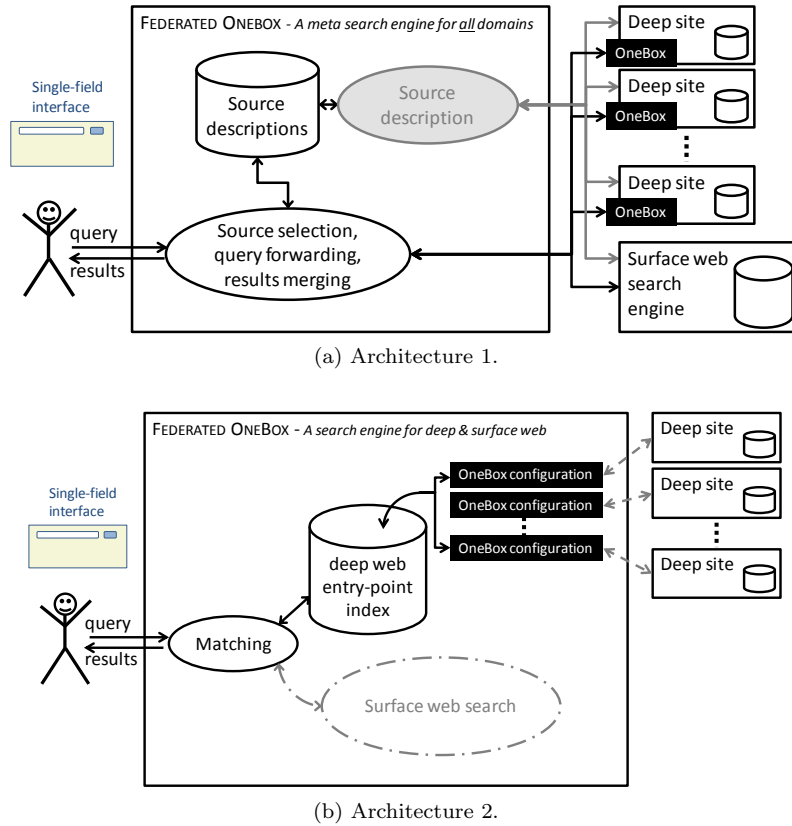 FEDERATED ONEBOX - A meta search engine for all domains
Single-field
interface
Source
descriptions
Source
description
query
results
Source selection,
query forwarding,
results merging
Deep site
OneBox
Deep site
OneBox
Deep site
OneBox
Surface web
search
engine
(a) Architecture 1.
FEDERATED ONEBOX - A search engine for deep & surface web
Single-field
interface
OneBox configuration
OneBox configuration
OneBox configuration
Deep site
Deep site
Deep site
deep web
entry-point
index
query
results
Matching
Surface web search
(b) Architecture 2.